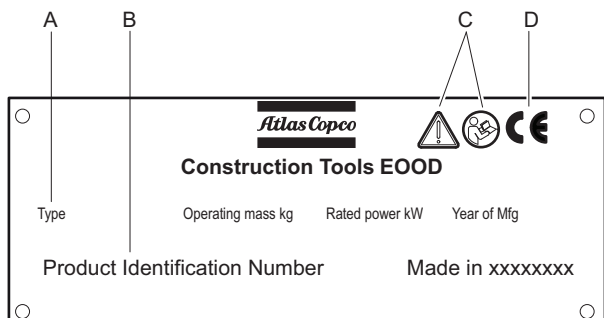 A B C D
Atlas Copco
CE
Construction Tools EOOD
Type Operating mass kg Rated power kW Year of Mfg
Product Identification Number Made in xxxxxxxx